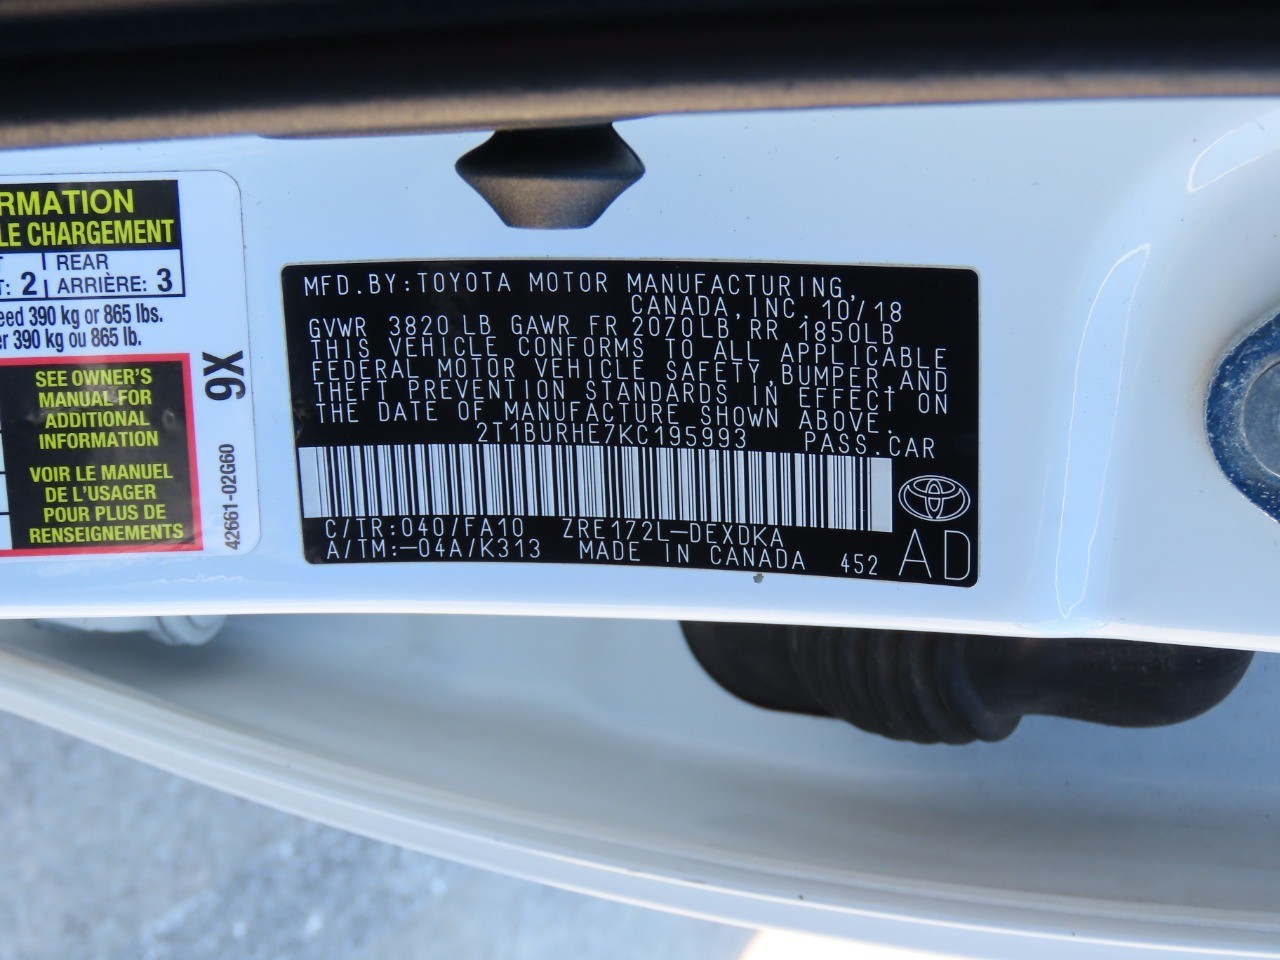 RMATION
LE CHARGEMENT
2 | REAR
ARRIÈRE: 3
eed 390 kg or 865 lbs.
er 390 kg ou 865 lb.
SEE OWNER'S
MANUAL FOR
ADDITIONAL
INFORMATION
VOIR LE MANUEL
DE L'USAGER
POUR PLUS DE
RENSEIGNEMENTS
9X
42661-02G60
MFD.BY:TOYOTA MOTOR MANUFACTURING,
CANADA,INC. 10/18
GVWR 3820 LB GAWR FR 2070LB,RR 1850LB
THIS VEHICLE CONFORMS TO ALL APPLICABLE
FEDERAL MOTOR VEHICLE SAFETY,BUMPER,AND
THEFT PREVENTION STANDARDS IN EFFECT ON
THE DATE OF MANUFACTURE SHOWN ABOVE.
2T1BURHE7KC195993 PASS.CAR
C/TR:040/FA10 ZRE172L-DEXDKA
A/TM:-04A/K313 MADE IN CANADA 452 AD